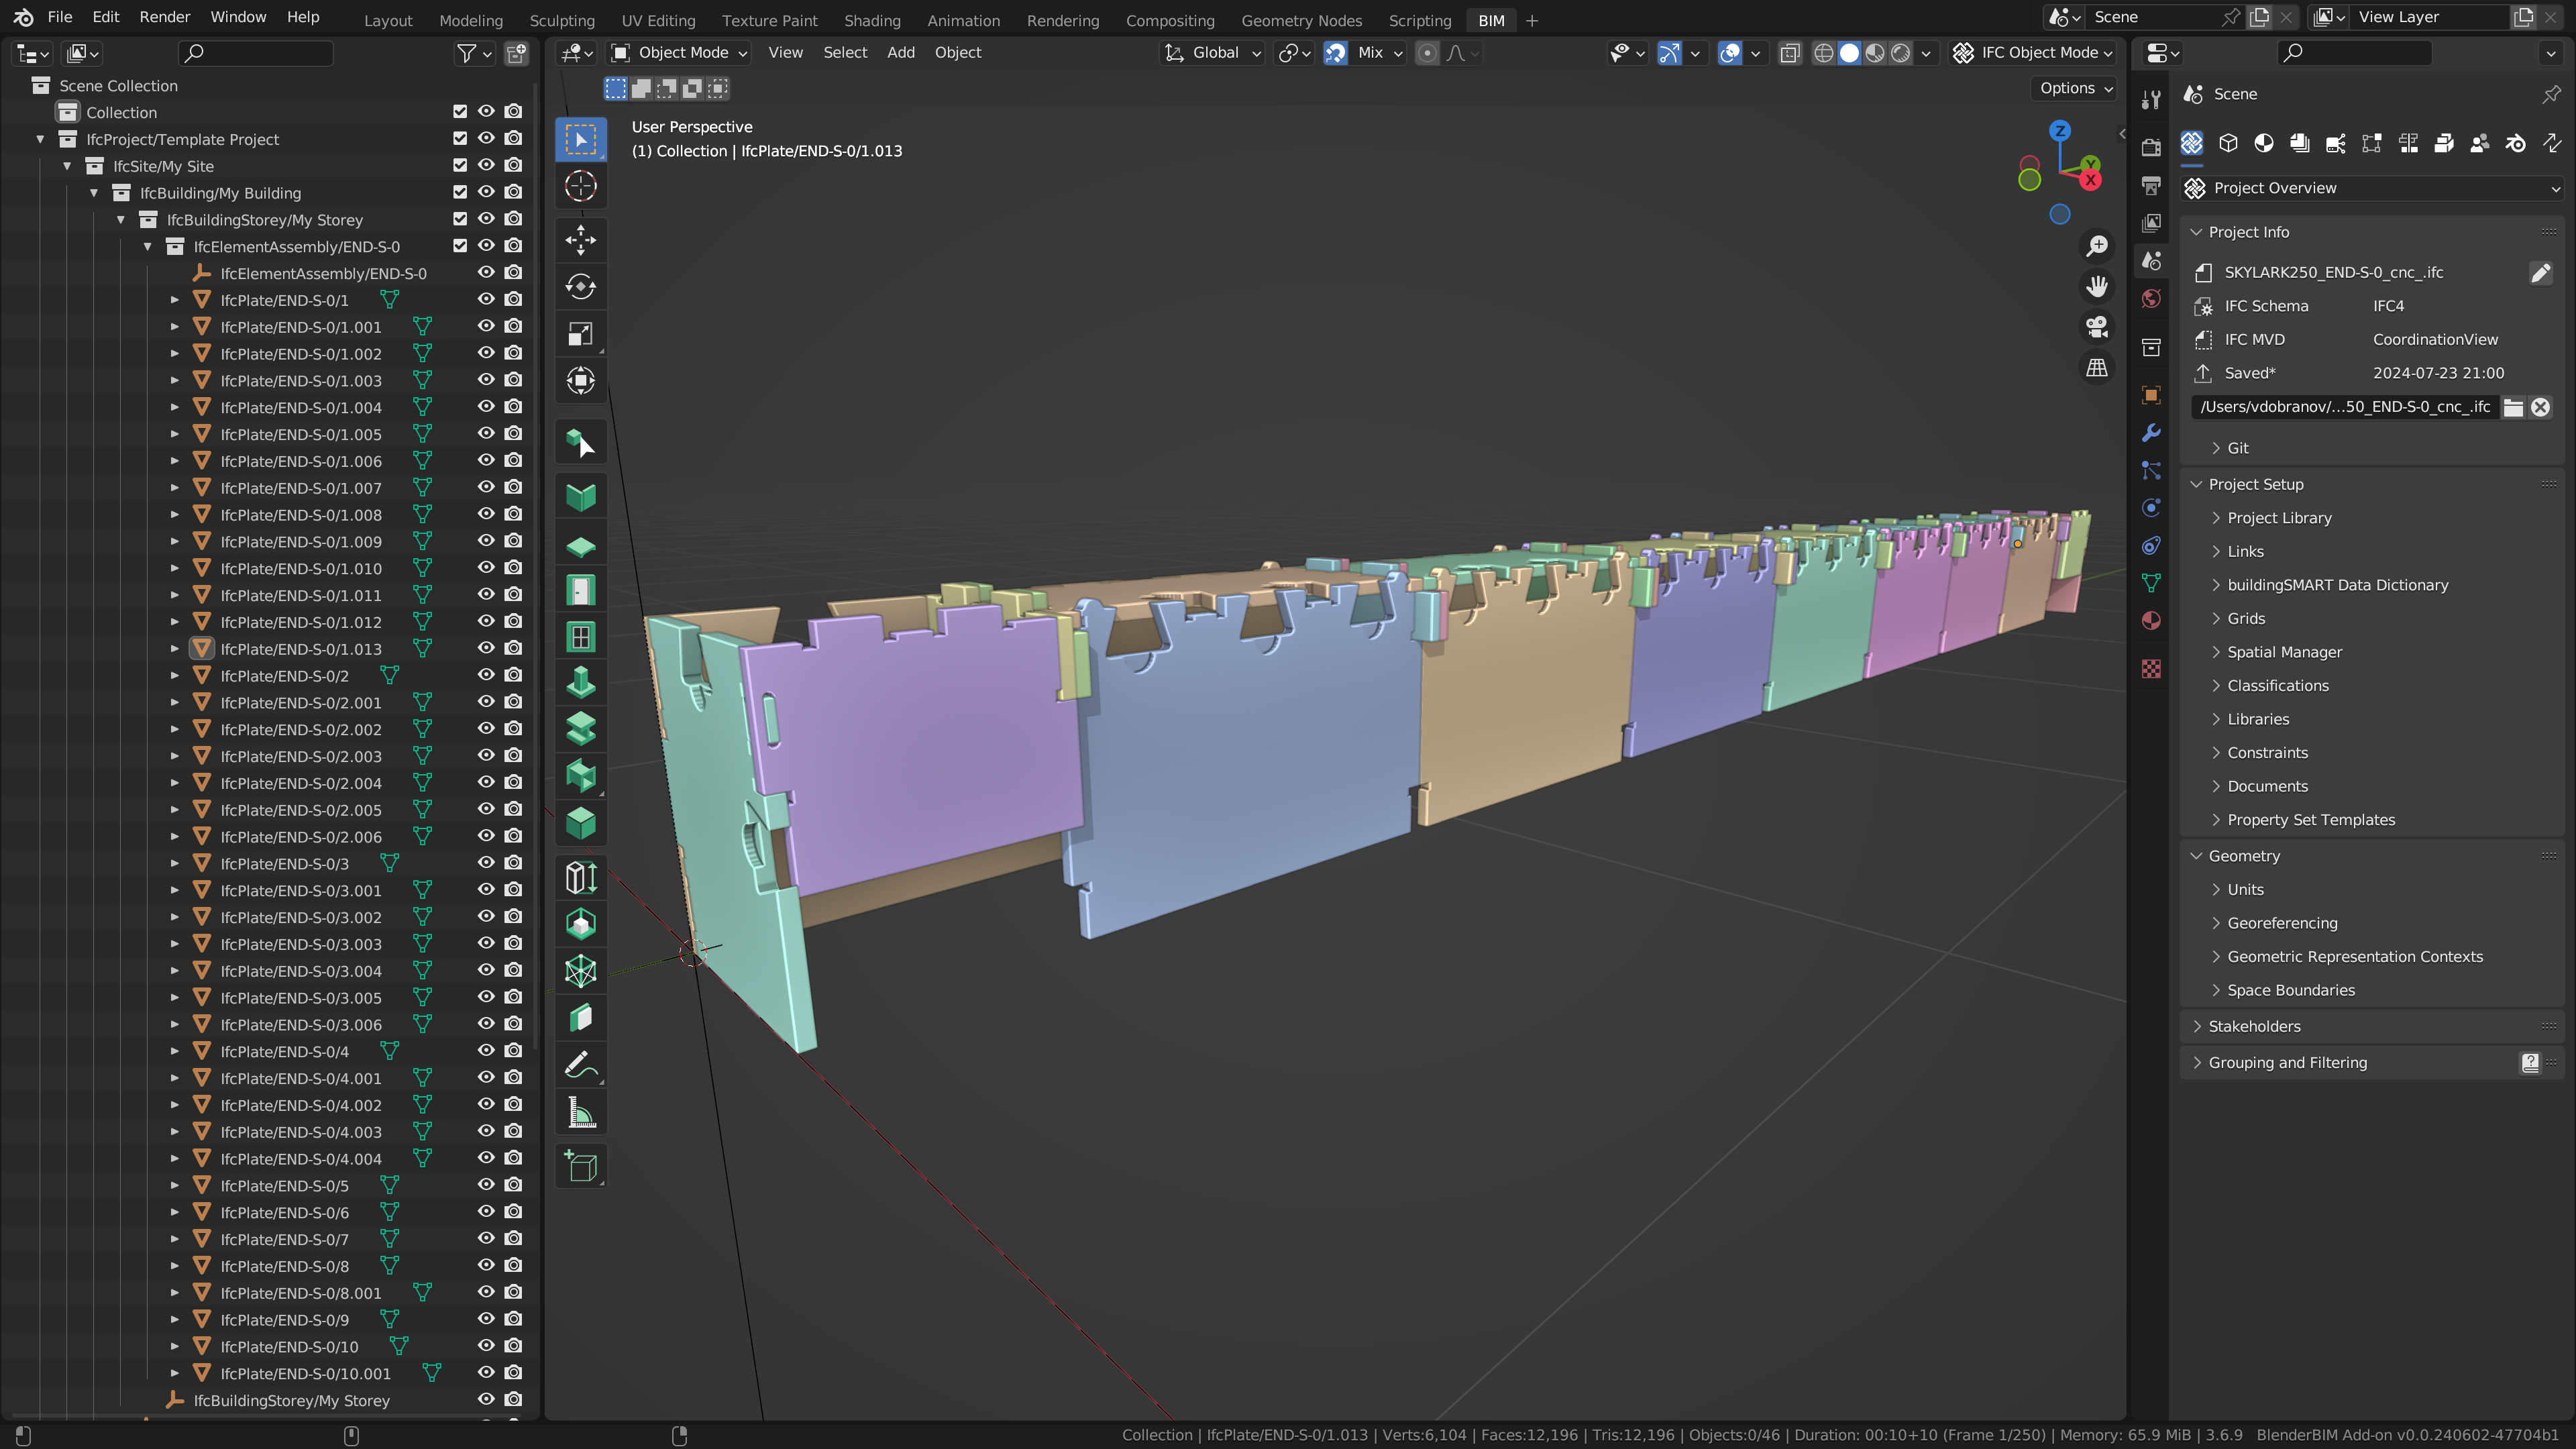 File Edit Render Window Help
Layout Modeling Sculpting UV Editing Texture Paint Shading Animation Rendering Compositing Geometry Nodes Scripting BIM
Scene
View Layer
Object Mode View Select Add Object
Global
Mix
IFC Object Mode
Options
Scene Collection
Collection
IfcProject/Template Project
IfcSite/My Site
IfcBuilding/My Building
IfcBuildingStorey/My Storey
IfcElementAssembly/END-S-0
IfcElementAssembly/END-S-0
IfcPlate/END-S-0/1
IfcPlate/END-S-0/1.001
IfcPlate/END-S-0/1.002
IfcPlate/END-S-0/1.003
IfcPlate/END-S-0/1.004
IfcPlate/END-S-0/1.005
IfcPlate/END-S-0/1.006
IfcPlate/END-S-0/1.007
IfcPlate/END-S-0/1.008
IfcPlate/END-S-0/1.009
IfcPlate/END-S-0/1.010
IfcPlate/END-S-0/1.011
IfcPlate/END-S-0/1.012
IfcPlate/END-S-0/1.013
IfcPlate/END-S-0/2
IfcPlate/END-S-0/2.001
IfcPlate/END-S-0/2.002
IfcPlate/END-S-0/2.003
IfcPlate/END-S-0/2.004
IfcPlate/END-S-0/2.005
IfcPlate/END-S-0/2.006
IfcPlate/END-S-0/3
IfcPlate/END-S-0/3.001
IfcPlate/END-S-0/3.002
IfcPlate/END-S-0/3.003
IfcPlate/END-S-0/3.004
IfcPlate/END-S-0/3.005
IfcPlate/END-S-0/3.006
IfcPlate/END-S-0/4
IfcPlate/END-S-0/4.001
IfcPlate/END-S-0/4.002
IfcPlate/END-S-0/4.003
IfcPlate/END-S-0/4.004
IfcPlate/END-S-0/5
IfcPlate/END-S-0/6
IfcPlate/END-S-0/7
IfcPlate/END-S-0/8
IfcPlate/END-S-0/8.001
IfcPlate/END-S-0/9
IfcPlate/END-S-0/10
IfcPlate/END-S-0/10.001
IfcBuildingStorey/My Storey
User Perspective
(1) Collection | IfcPlate/END-S-0/1.013
Z
Y
X
Scene
Project Overview
Project Info
SKYLARK250_END-S-0_cnc_.ifc
IFC Schema IFC4
IFC MVD CoordinationView
Saved* 2024-07-23 21:00
/Users/vdobranov/...50_END-S-0_cnc_.ifc
Git
Project Setup
Project Library
Links
buildingSMART Data Dictionary
Grids
Spatial Manager
Classifications
Libraries
Constraints
Documents
Property Set Templates
Geometry
Units
Georeferencing
Geometric Representation Contexts
Space Boundaries
Stakeholders
Grouping and Filtering
Collection | IfcPlate/END-S-0/1.013 | Verts:6,104 | Faces:12,196 | Tris:12,196 | Objects:0/46 | Duration: 00:10+10 (Frame 1/250) | Memory: 65.9 MiB | 3.6.9 BlenderBIM Add-on v0.0.240602-47704b1